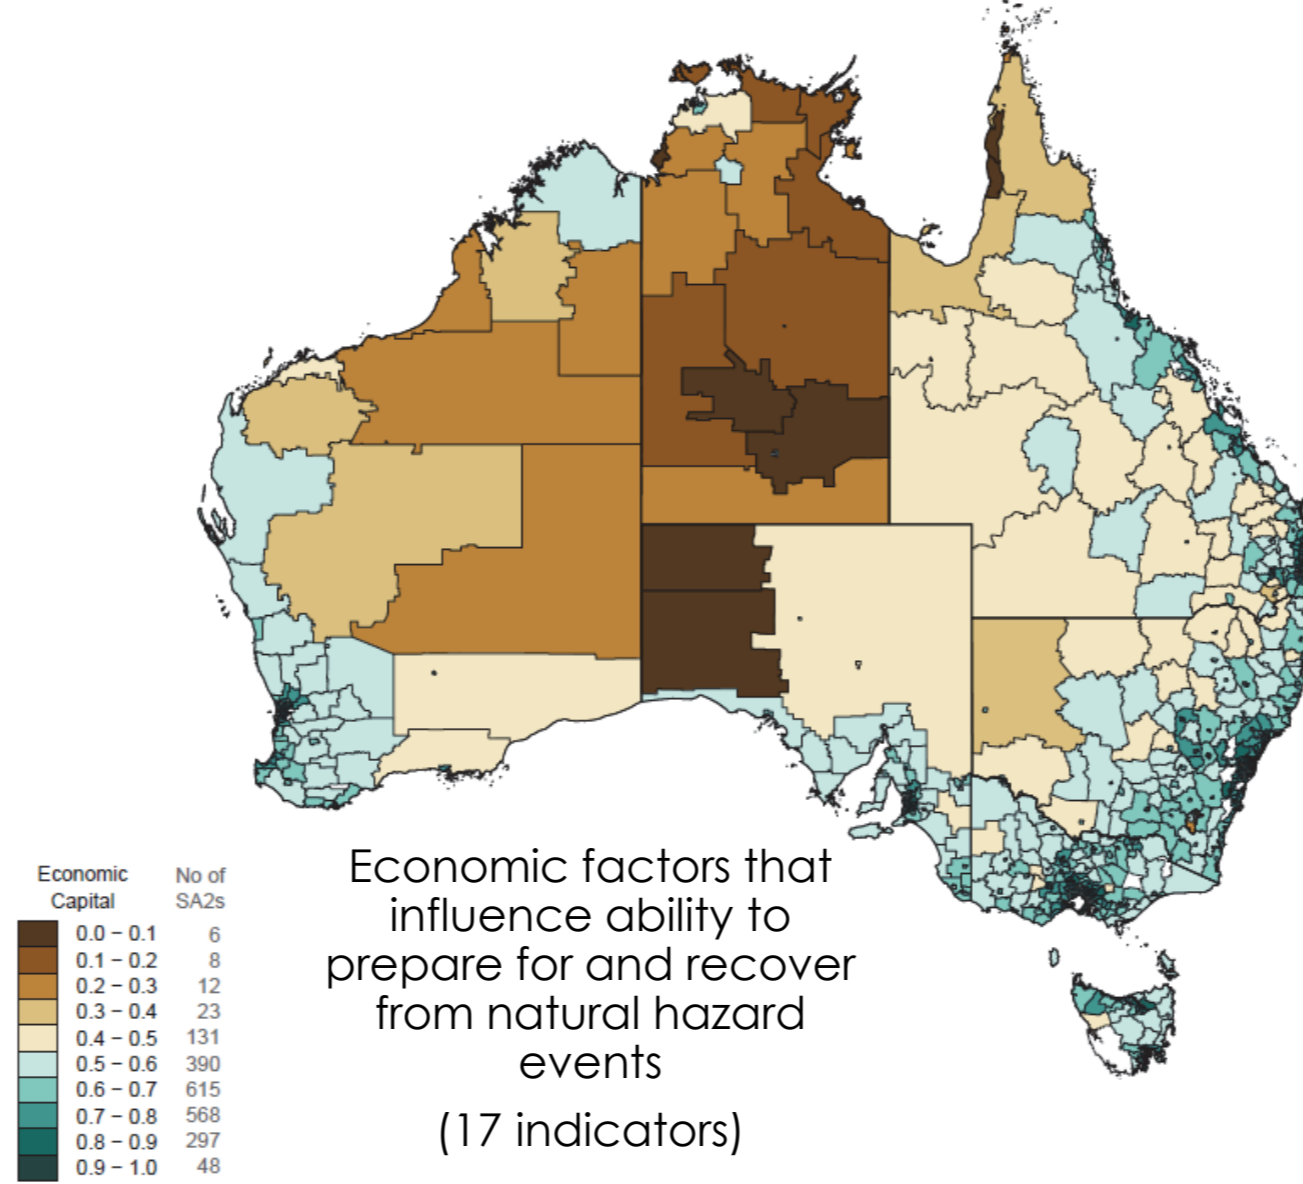 Economic Capital No of SA2s
0.0 – 0.1 6
0.1 – 0.2 8
0.2 – 0.3 12
0.3 – 0.4 23
0.4 – 0.5 131
0.5 – 0.6 390
0.6 – 0.7 615
0.7 – 0.8 568
0.8 – 0.9 297
0.9 – 1.0 48
Economic factors that
influence ability to
prepare for and recover
from natural hazard
events
(17 indicators)